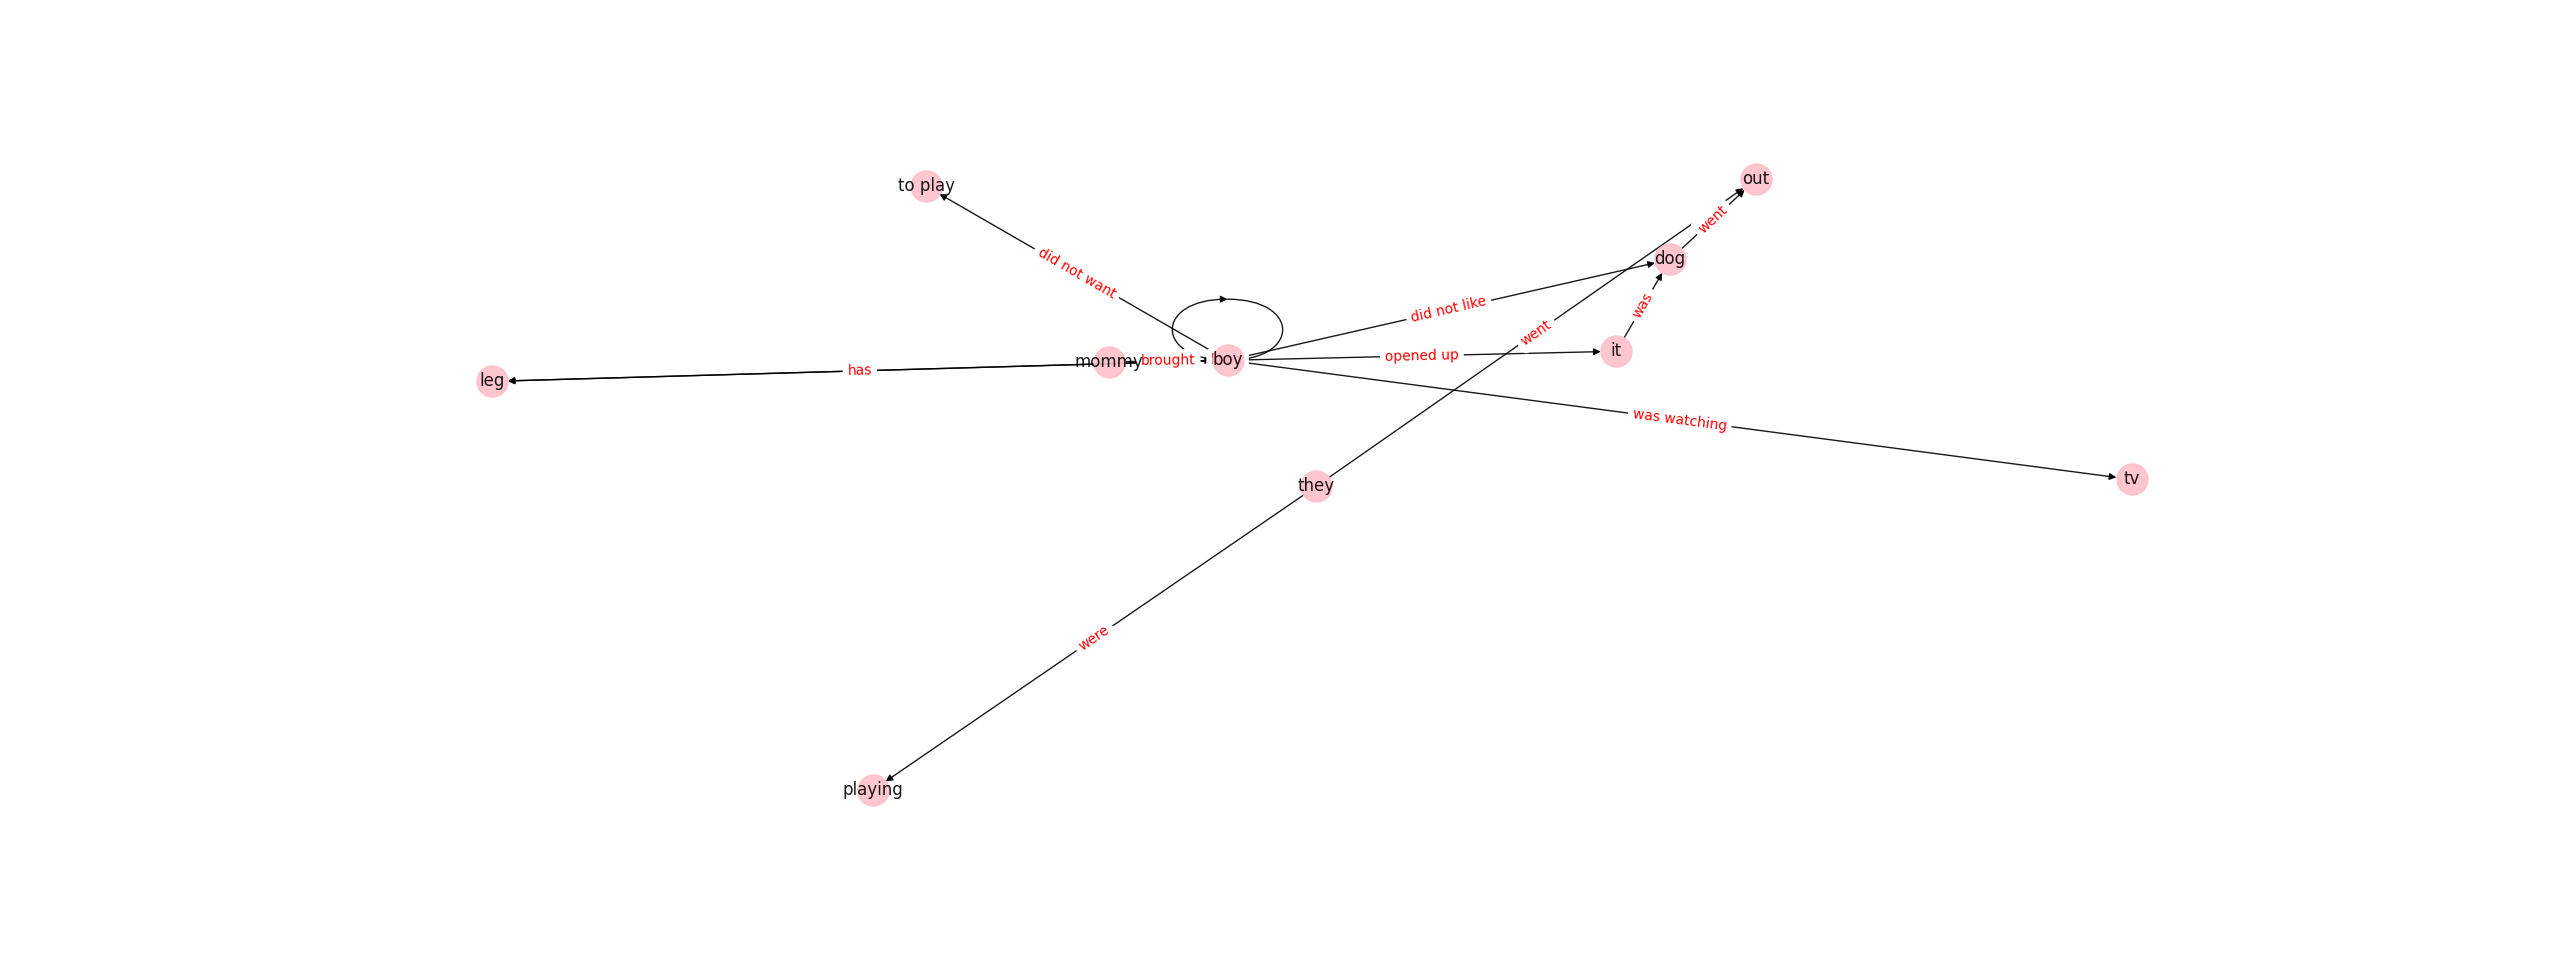 to play
out
went
dog
did not want
did not like
was
went
it
opened up
mommy
brought
boy
has
leg
was watching
tv
they
were
playing